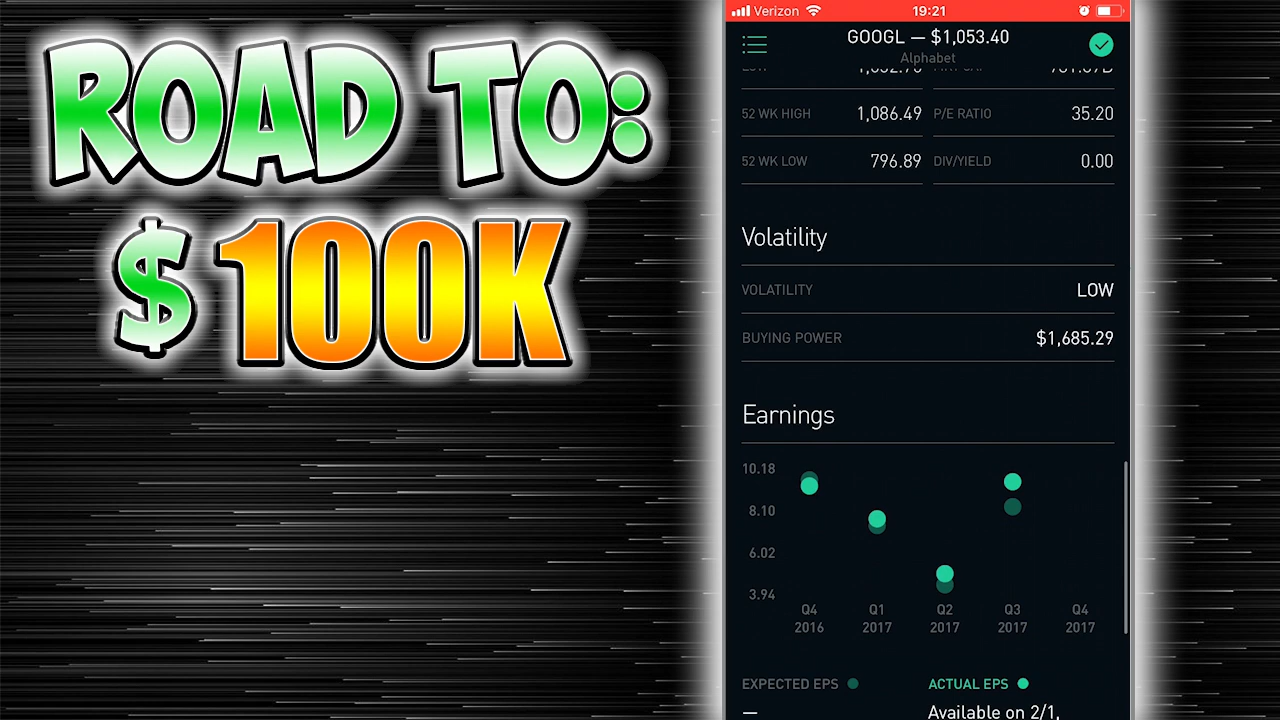 ROAD TO:
$ 100K
Verizon 19:21
GOOGL — $1,053.40
Alphabet
52 WK HIGH 1,086.49 P/E RATIO 35.20
52 WK LOW 796.89 DIV/YIELD 0.00
Volatility
VOLATILITY LOW
BUYING POWER $1,685.29
Earnings
10.18
8.10
6.02
3.94
Q4 Q1 Q2 Q3 Q4
2016 2017 2017 2017 2017
EXPECTED EPS ACTUAL EPS
— Available on 2/1,